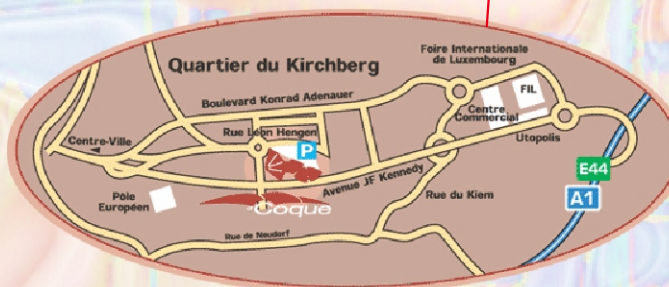 Foire Internationale
de Luxembourg
Quartier du Kirchberg
FIL
Boulevard Konrad Adenauer
Centre
Commercial
Rue Léon Hengen
Centre-Ville
P
Utopolis
E44
Avenue JF Kennedy
A1
Pôle
Européen
Rue du Kiem
Coque
Rue de Neudorf